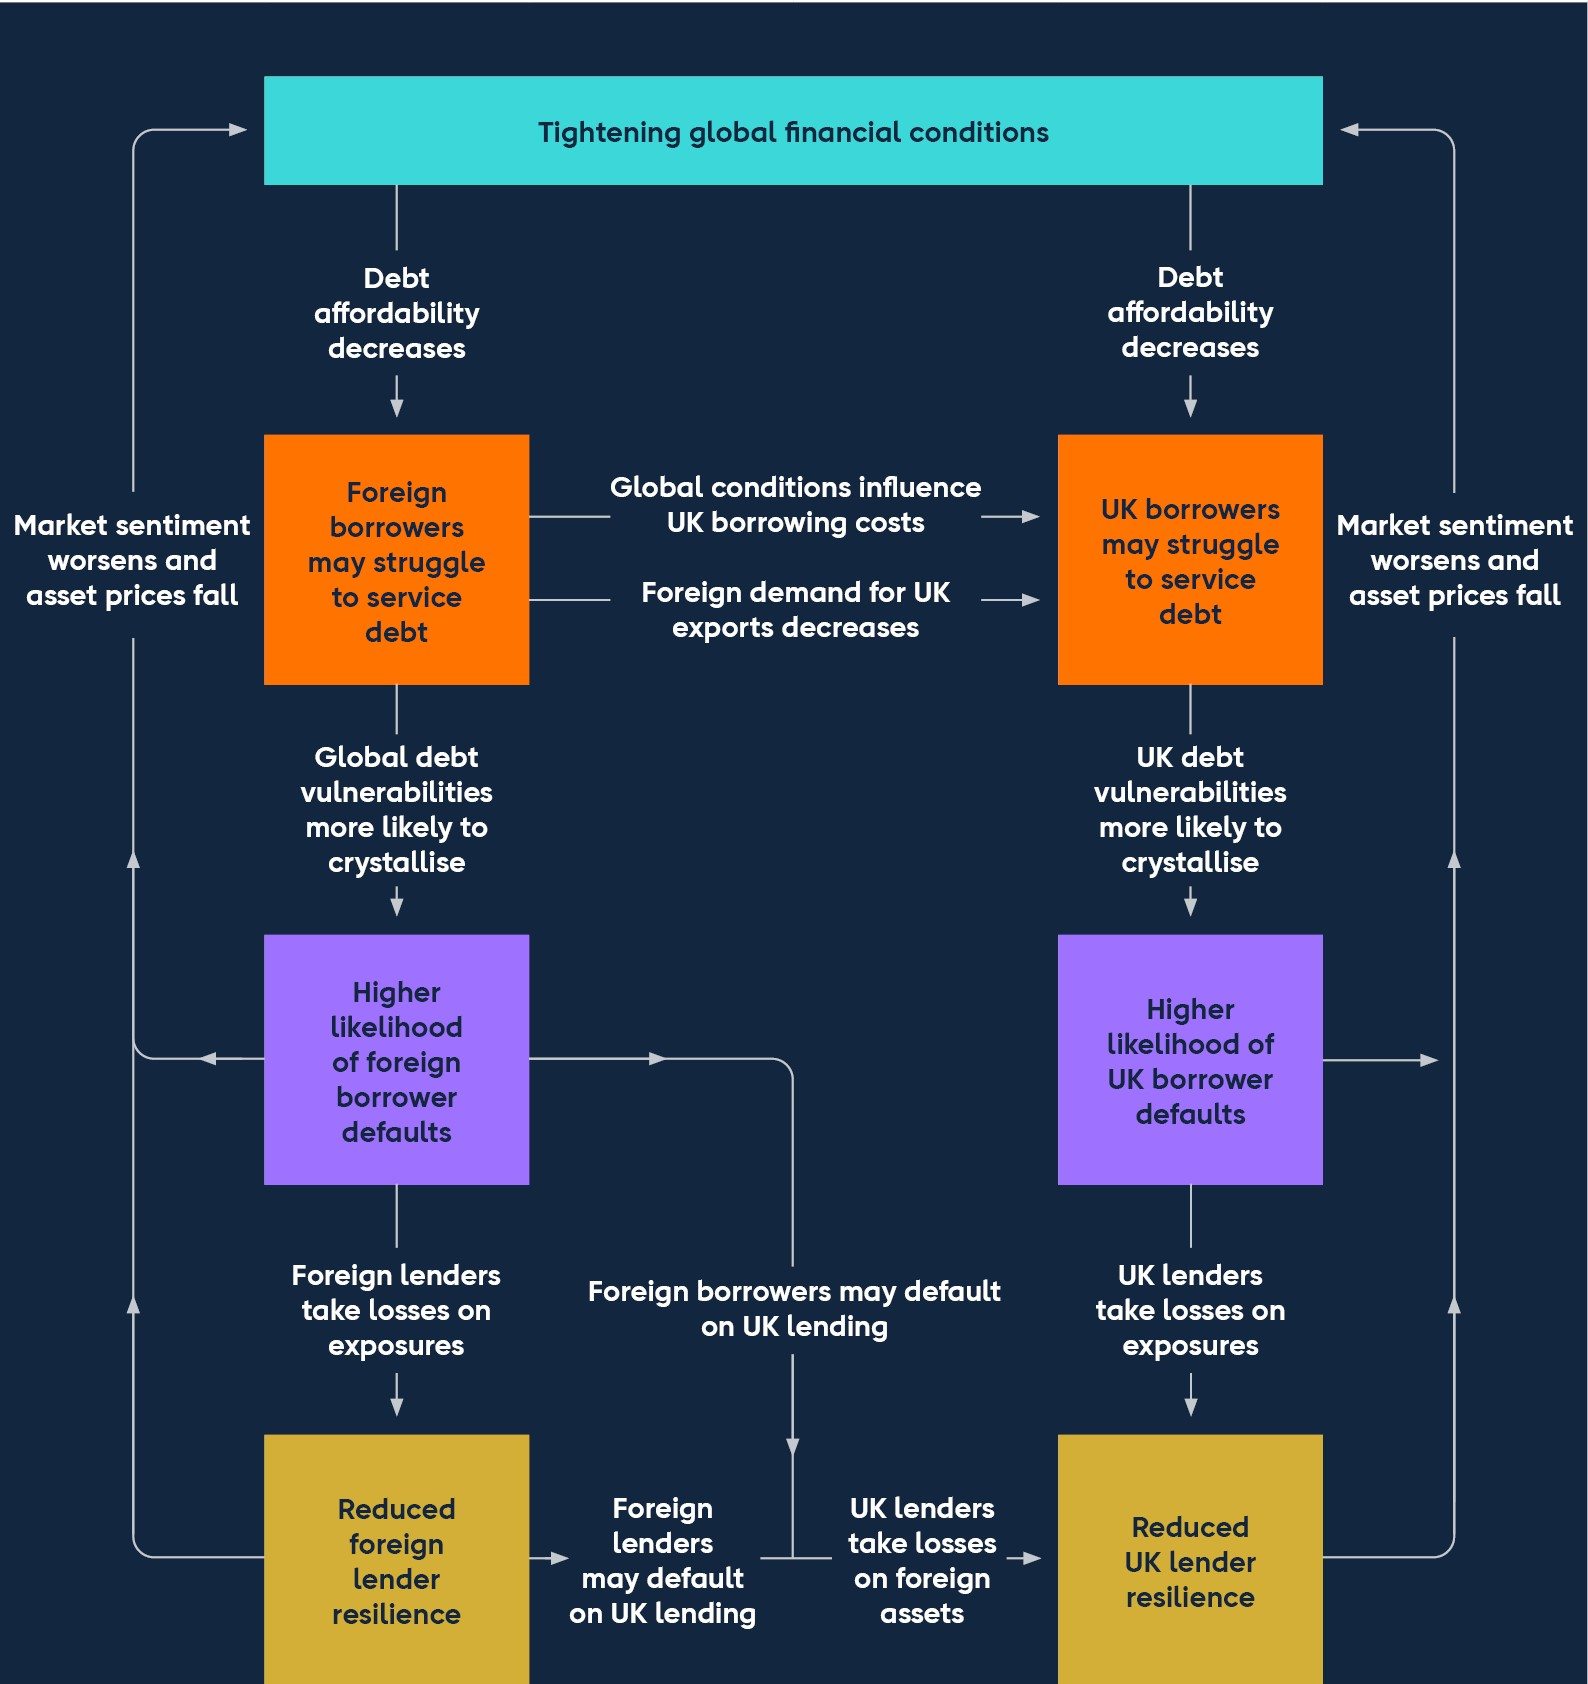 Tightening global financial conditions
Debt
affordability
decreases
Debt
affordability
decreases
Market sentiment
worsens and
asset prices fall
Foreign
borrowers
may struggle
to service
debt
Global conditions influence
UK borrowing costs
Foreign demand for UK
exports decreases
UK borrowers
may struggle
to service
debt
Market sentiment
worsens and
asset prices fall
Global debt
vulnerabilities
more likely to
crystallise
UK debt
vulnerabilities
more likely to
crystallise
Higher
likelihood
of foreign
borrower
defaults
Higher
likelihood of
UK borrower
defaults
Foreign lenders
take losses on
exposures
Foreign borrowers may default
on UK lending
UK lenders
take losses on
exposures
Reduced
foreign
lender
resilience
Foreign
lenders
may default
on UK lending
UK lenders
take losses
on foreign
assets
Reduced
UK lender
resilience